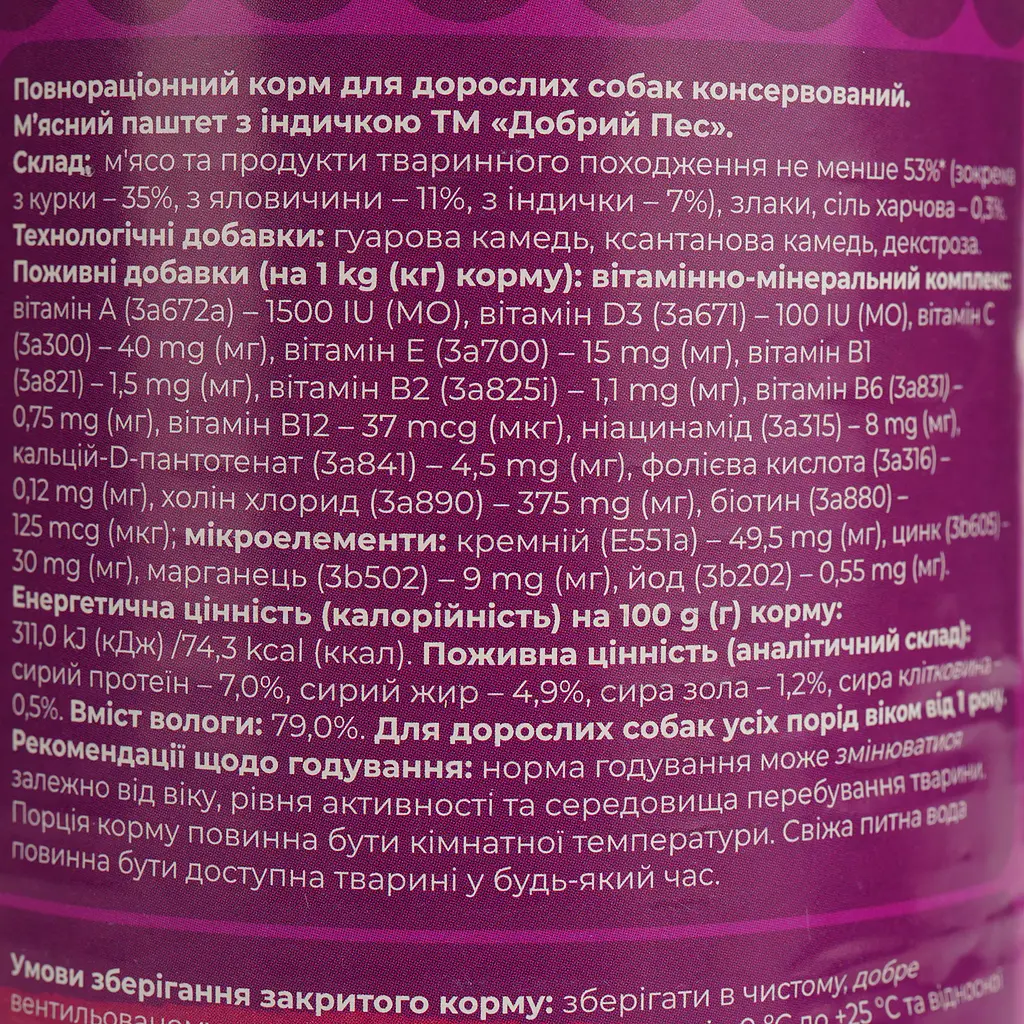 Повнораціонний корм для дорослих собак консервований.
М'ясний паштет з індичкою ТМ «Добрий Пес».
Склад: м'ясо та продукти тваринного походження не менше 53%* (зокрема
з курки – 35%, з яловичини – 11%, з індички – 7%), злаки, сіль харчова – 0,3%.
Технологічні добавки: гуарова камедь, ксантанова камедь, декстроза.
Поживні добавки (на 1 kg (кг) корму): вітамінно-мінеральний комплекс:
вітамін А (3а672а) – 1500 IU (МО), вітамін D3 (3а671) – 100 IU (МО), вітамін С
(3а300) – 40 mg (мг), вітамін Е (3а700) – 15 mg (мг), вітамін В1
(3а821) – 1,5 mg (мг), вітамін В2 (3а825і) – 1,1 mg (мг), вітамін В6 (3а831) –
0,75 mg (мг), вітамін В12 – 37 mcg (мкг), ніацинамід (3а315) – 8 mg (мг),
кальцій-D-пантотенат (3а841) – 4,5 mg (мг), фолієва кислота (3а316) –
0,12 mg (мг), холін хлорид (3а890) – 375 mg (мг), біотин (3а880) –
125 mcg (мкг); мікроелементи: кремній (Е551а) – 49,5 mg (мг), цинк (3b605) –
30 mg (мг), марганець (3b502) – 9 mg (мг), йод (3b202) – 0,55 mg (мг).
Енергетична цінність (калорійність) на 100 g (г) корму:
311,0 kJ (кДж) /74,3 kcal (ккал). Поживна цінність (аналітичний склад):
сирий протеїн – 7,0%, сирий жир – 4,9%, сира зола – 1,2%, сира клітковина –
0,5%. Вміст вологи: 79,0%. Для дорослих собак усіх порід віком від 1 року.
Рекомендації щодо годування: норма годування може змінюватися
залежно від віку, рівня активності та середовища перебування тварини.
Порція корму повинна бути кімнатної температури. Свіжа питна вода
повинна бути доступна тварині у будь-який час.
Умови зберігання закритого корму: зберігати в чистому, добре
0 °С до +25 °С та відносної